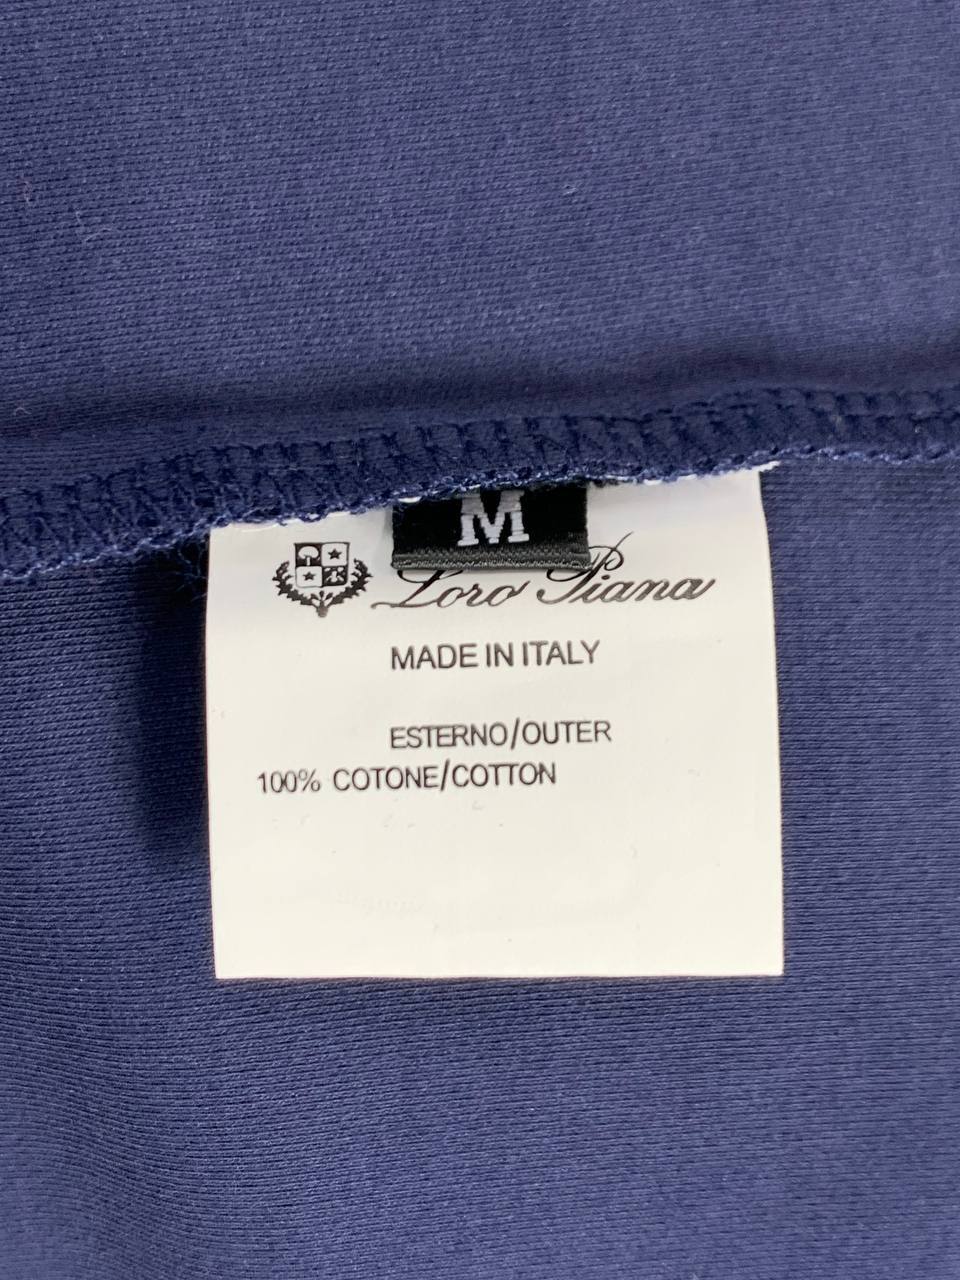 M
Loro Piana
MADE IN ITALY
ESTERNO/OUTER
100% COTONE/COTTON